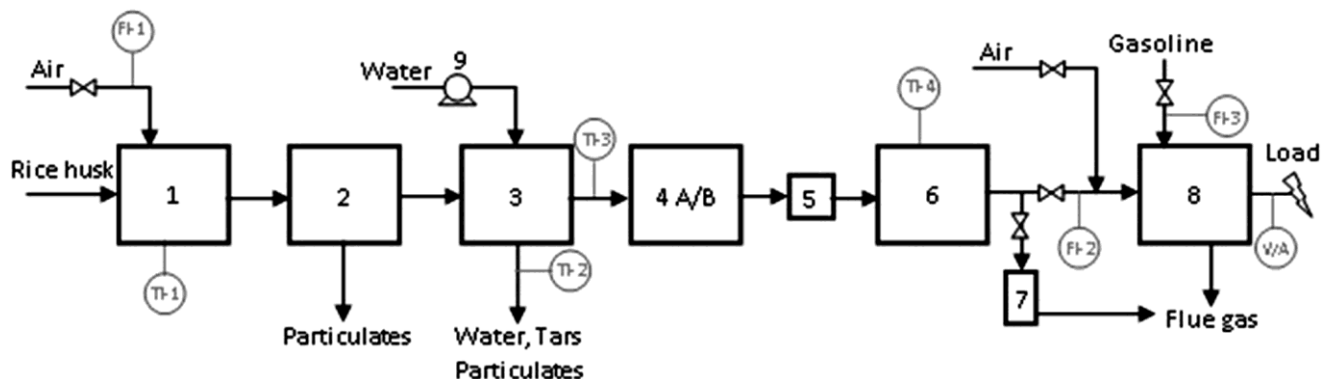 FI-1
Air
Water
9
Air
Gasoline
TI-4
FI-3
TI-3
Load
Rice husk
1
2
3
4 A/B
5
6
8
TI-1
TI-2
FI-2
V/A
7
Particulates
Water, Tars
Particulates
Flue gas